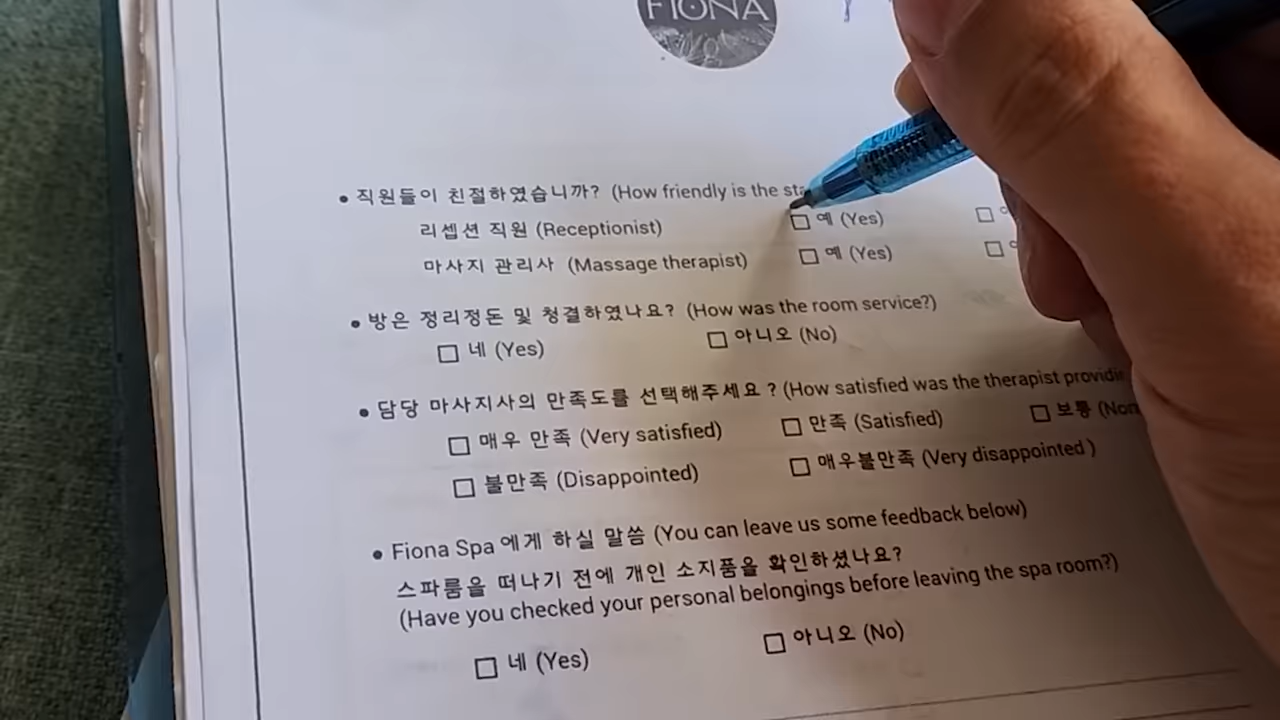 FIONA
• 직원들이 친절하였습니까? (How friendly is the
리셉션 직원 (Receptionist) □ 예 (Yes) □
마사지 관리사 (Massage therapist) □ 예 (Yes) □
• 방은 정리정돈 및 청결하였나요? (How was the room service?)
□ 네 (Yes) □ 아니오 (No)
• 담당 마사지사의 만족도를 선택해주세요 ? (How satisfied was the therapist
□ 매우 만족 (Very satisfied) □ 만족 (Satisfied) □ 보통
□ 불만족 (Disappointed) □ 매우불만족 (Very disappointed )
• Fiona Spa 에게 하실 말씀 (You can leave us some feedback below)
스파룸을 떠나기 전에 개인 소지품을 확인하셨나요?
(Have you checked your personal belongings before leaving the spa room?)
□ 네 (Yes) □ 아니오 (No)